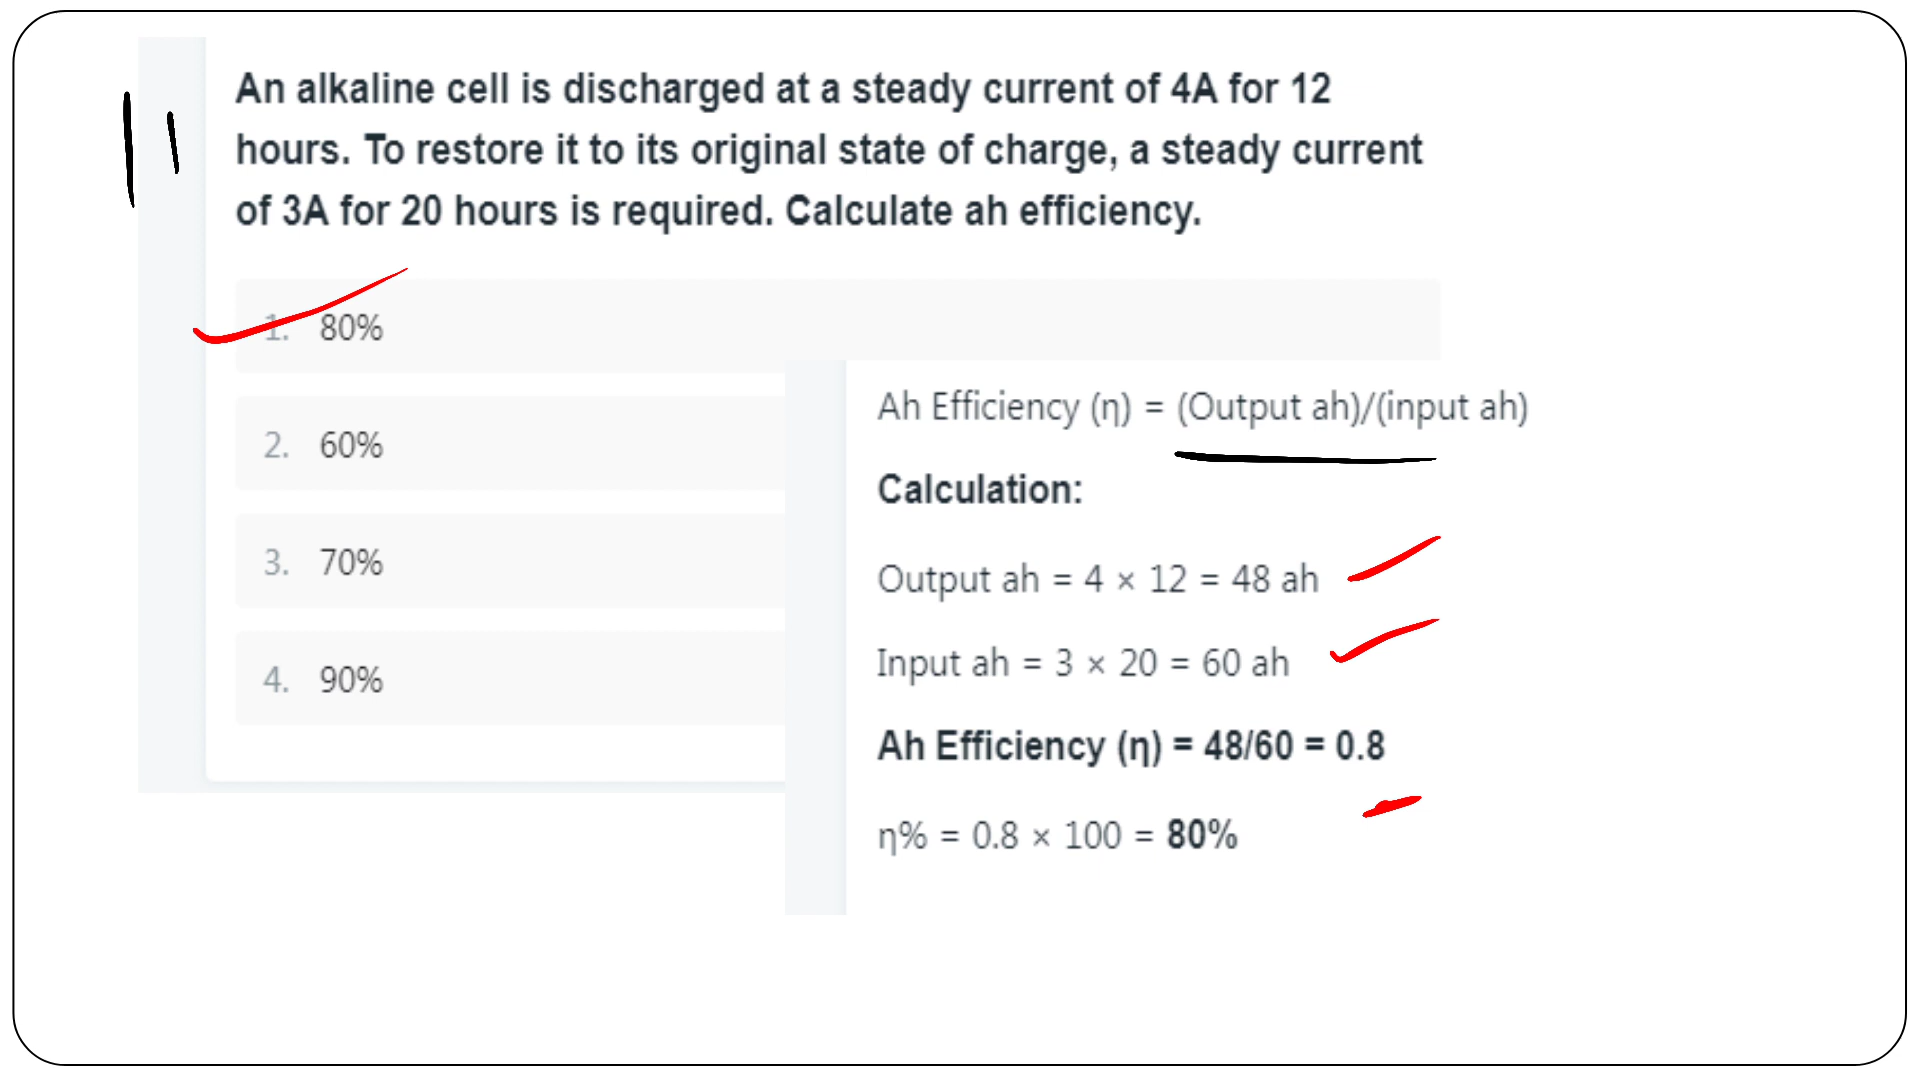 11
An alkaline cell is discharged at a steady current of 4A for 12
hours. To restore it to its original state of charge, a steady current
of 3A for 20 hours is required. Calculate ah efficiency.
1. 80%
2. 60%
3. 70%
4. 90%
Ah Efficiency (η) = (Output ah)/(input ah)
Calculation:
Output ah = 4 × 12 = 48 ah
Input ah = 3 × 20 = 60 ah
Ah Efficiency (η) = 48/60 = 0.8
η% = 0.8 × 100 = 80%